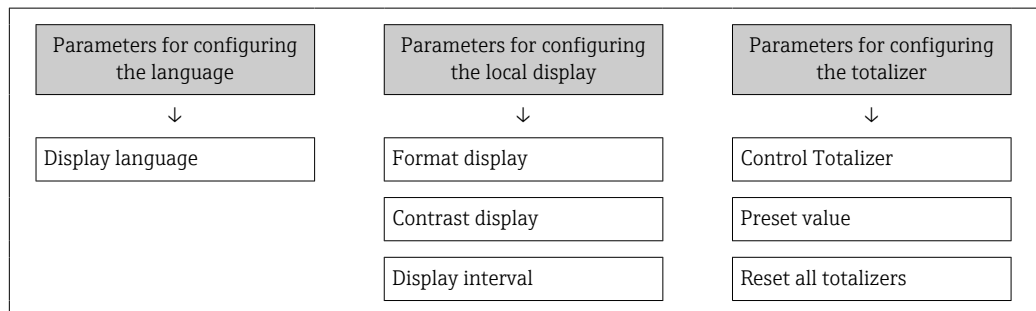 Parameters for configuring
the language
↓
Display language
Parameters for configuring
the local display
↓
Format display
Contrast display
Display interval
Parameters for configuring
the totalizer
↓
Control Totalizer
Preset value
Reset all totalizers